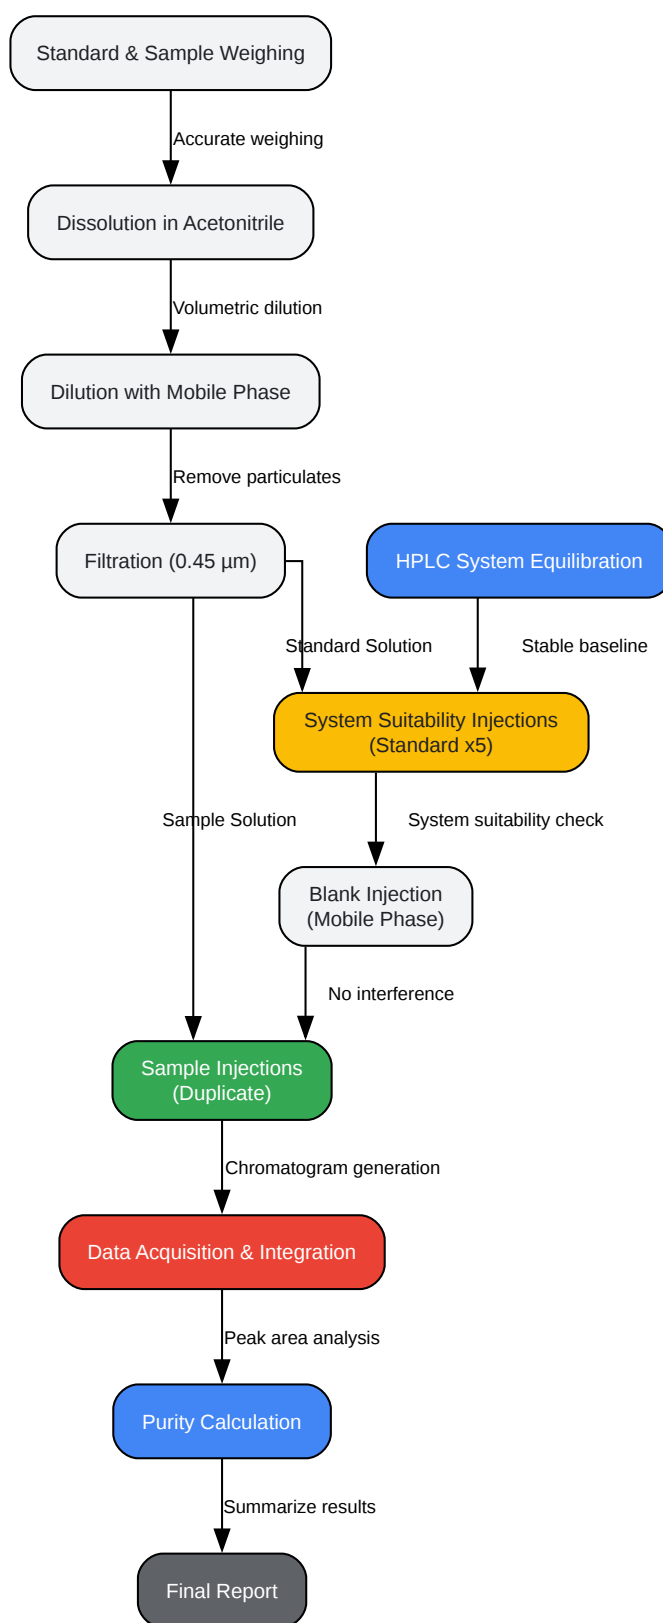 Standard & Sample Weighing
Accurate weighing
Dissolution in Acetonitrile
Volumetric dilution
Dilution with Mobile Phase
Remove particulates
Filtration (0.45 µm)
HPLC System Equilibration
Standard Solution
Stable baseline
System Suitability Injections
(Standard x5)
Sample Solution
System suitability check
Blank Injection
(Mobile Phase)
No interference
Sample Injections
(Duplicate)
Chromatogram generation
Data Acquisition & Integration
Peak area analysis
Purity Calculation
Summarize results
Final Report